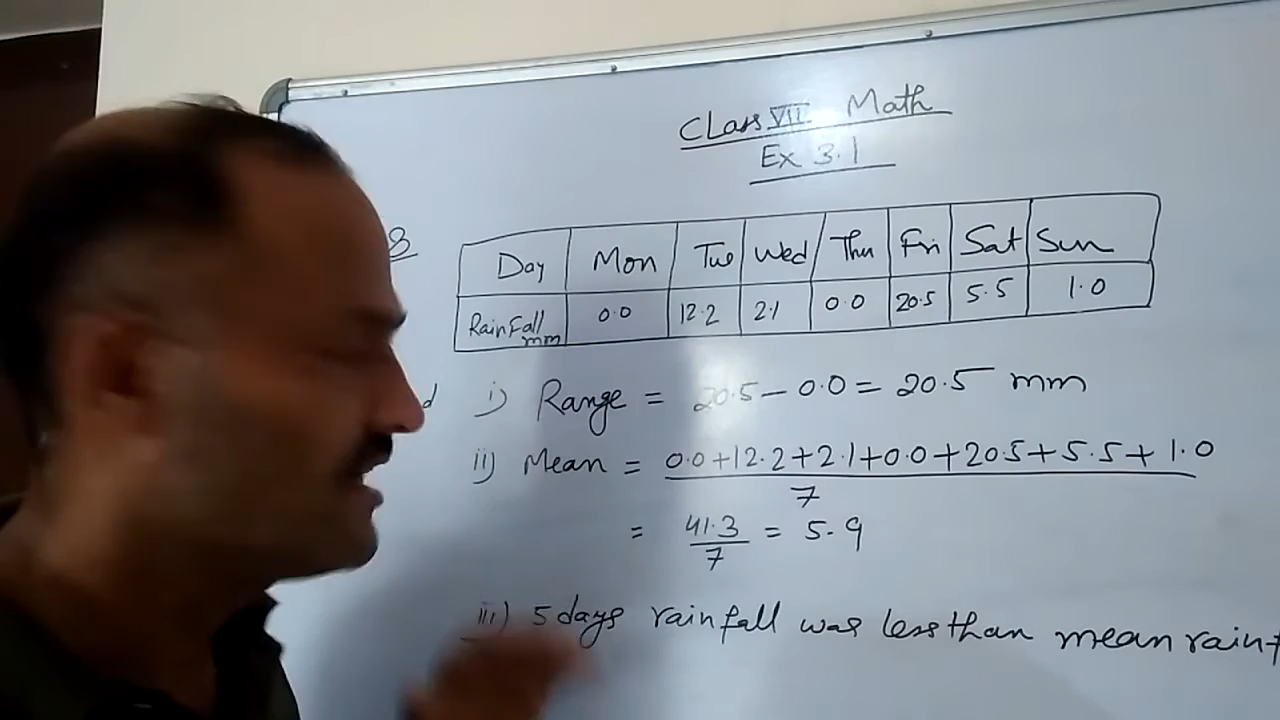 Class VII Math
Ex 3.1
8
Day Mon Tue Wed Thu Fri Sat Sun
Rainfall mm 0.0 12.2 2.1 0.0 20.5 5.5 1.0
i) Range = 20.5 - 0.0 = 20.5 mm
ii) Mean = 0.0+12.2+2.1+0.0+20.5+5.5+1.0
7
= 41.3/7 = 5.9
iii) 5 days rainfall was less than mean